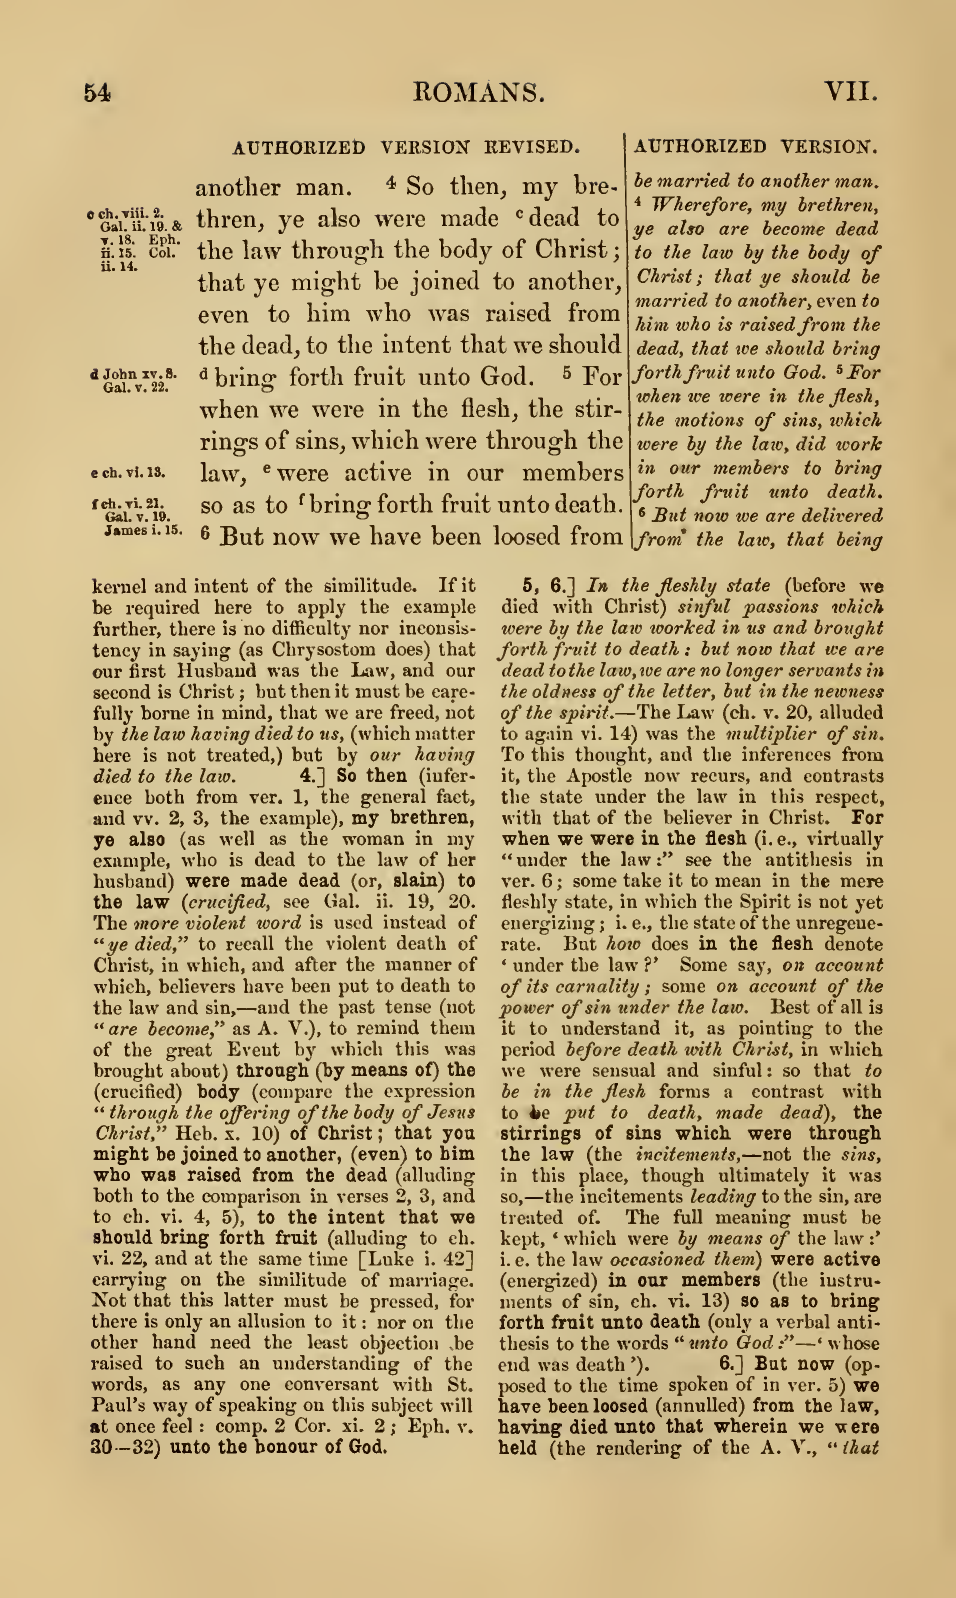 54 ROMANS. VII.
AUTHORIZED VERSION REVISED.
another man. 4 So then, my bre-
thren, ye also were made c dead to
the law through the body of Christ;
that ye might be joined to another,
even to him who was raised from
the dead, to the intent that we should
d bring forth fruit unto God. 5 For
when we were in the flesh, the stir-
rings of sins, which were through the
law, e were active in our members
so as to f bring forth fruit unto death.
6 But now we have been loosed from
c ch. viii. 2.
Gal. ii. 19. &
v. 18. Eph.
ii. 15. Col.
ii. 14.
d John xv. 8.
Gal. v. 22.
e ch. vi. 13.
f ch. vi. 21.
Gal. v. 19.
James i. 15.
AUTHORIZED VERSION.
be married to another man.
4 Wherefore, my brethren,
ye also are become dead
to the law by the body of
Christ; that ye should be
married to another, even to
him who is raised from the
dead, that we should bring
forth fruit unto God. 5 For
when we were in the flesh,
the motions of sins, which
were by the law, did work
in our members to bring
forth fruit unto death.
6 But now we are delivered
from* the law, that being
kernel and intent of the similitude. If it
be required here to apply the example
further, there is no difficulty nor inconsis-
tency in saying (as Chrysostom does) that
our first Husband was the Law, and our
second is Christ; but then it must be care-
fully borne in mind, that we are freed, not
by the law having died to us, (which matter
here is not treated,) but by our having
died to the law. 4.] So then (infer-
ence both from ver. 1, the general fact,
and vv. 2, 3, the example), my brethren,
ye also (as well as the woman in my
example, who is dead to the law of her
husband) were made dead (or, slain) to
the law (crucified, see Gal. ii. 19, 20.
The more violent word is used instead of
"ye died," to recall the violent death of
Christ, in which, and after the manner of
which, believers have been put to death to
the law and sin,—and the past tense (not
"are become," as A. V.), to remind them
of the great Event by which this was
brought about) through (by means of) the
(crucified) body (compare the expression
"through the offering of the body of Jesus
Christ," Heb. x. 10) of Christ; that you
might be joined to another, (even) to him
who was raised from the dead (alluding
both to the comparison in verses 2, 3, and
to ch. vi. 4, 5), to the intent that we
should bring forth fruit (alluding to ch.
vi. 22, and at the same time [Luke i. 42]
carrying on the similitude of marriage.
Not that this latter must be pressed, for
there is only an allusion to it: nor on the
other hand need the least objection be
raised to such an understanding of the
words, as any one conversant with St.
Paul's way of speaking on this subject will
at once feel: comp. 2 Cor. xi. 2; Eph. v.
30—32) unto the honour of God.
5, 6.] In the fleshly state (before we
died with Christ) sinful passions which
were by the law worked in us and brought
forth fruit to death: but now that we are
dead to the law, we are no longer servants in
the oldness of the letter, but in the newness
of the spirit.—The Law (ch. v. 20, alluded
to again vi. 14) was the multiplier of sin.
To this thought, and the inferences from
it, the Apostle now recurs, and contrasts
the state under the law in this respect,
with that of the believer in Christ. For
when we were in the flesh (i. e., virtually
"under the law:" see the antithesis in
ver. 6; some take it to mean in the mere
fleshly state, in which the Spirit is not yet
energizing; i. e., the state of the unregene-
rate. But how does in the flesh denote
'under the law?' Some say, on account
of its carnality; some on account of the
power of sin under the law. Best of all is
it to understand it, as pointing to the
period before death with Christ, in which
we were sensual and sinful: so that to
be in the flesh forms a contrast with
to be put to death, made dead), the
stirrings of sins which were through
the law (the incitements,—not the sins,
in this place, though ultimately it was
so,—the incitements leading to the sin, are
treated of. The full meaning must be
kept, 'which were by means of the law:'
i. e. the law occasioned them) were active
(energized) in our members (the instru-
ments of sin, ch. vi. 13) so as to bring
forth fruit unto death (only a verbal anti-
thesis to the words "unto God:"—'whose
end was death'). 6.] But now (op-
posed to the time spoken of in ver. 5) we
have been loosed (annulled) from the law,
having died unto that wherein we were
held (the rendering of the A. V., "that